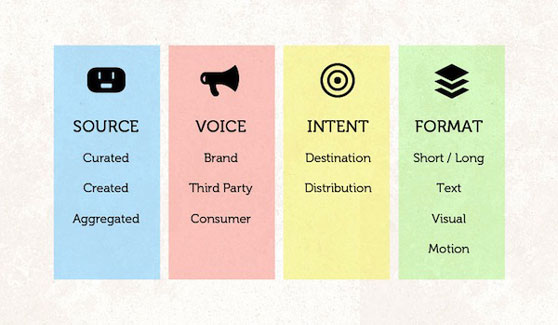 SOURCE
Curated
Created
Aggregated
VOICE
Brand
Third Party
Consumer
INTENT
Destination
Distribution
FORMAT
Short / Long
Text
Visual
Motion